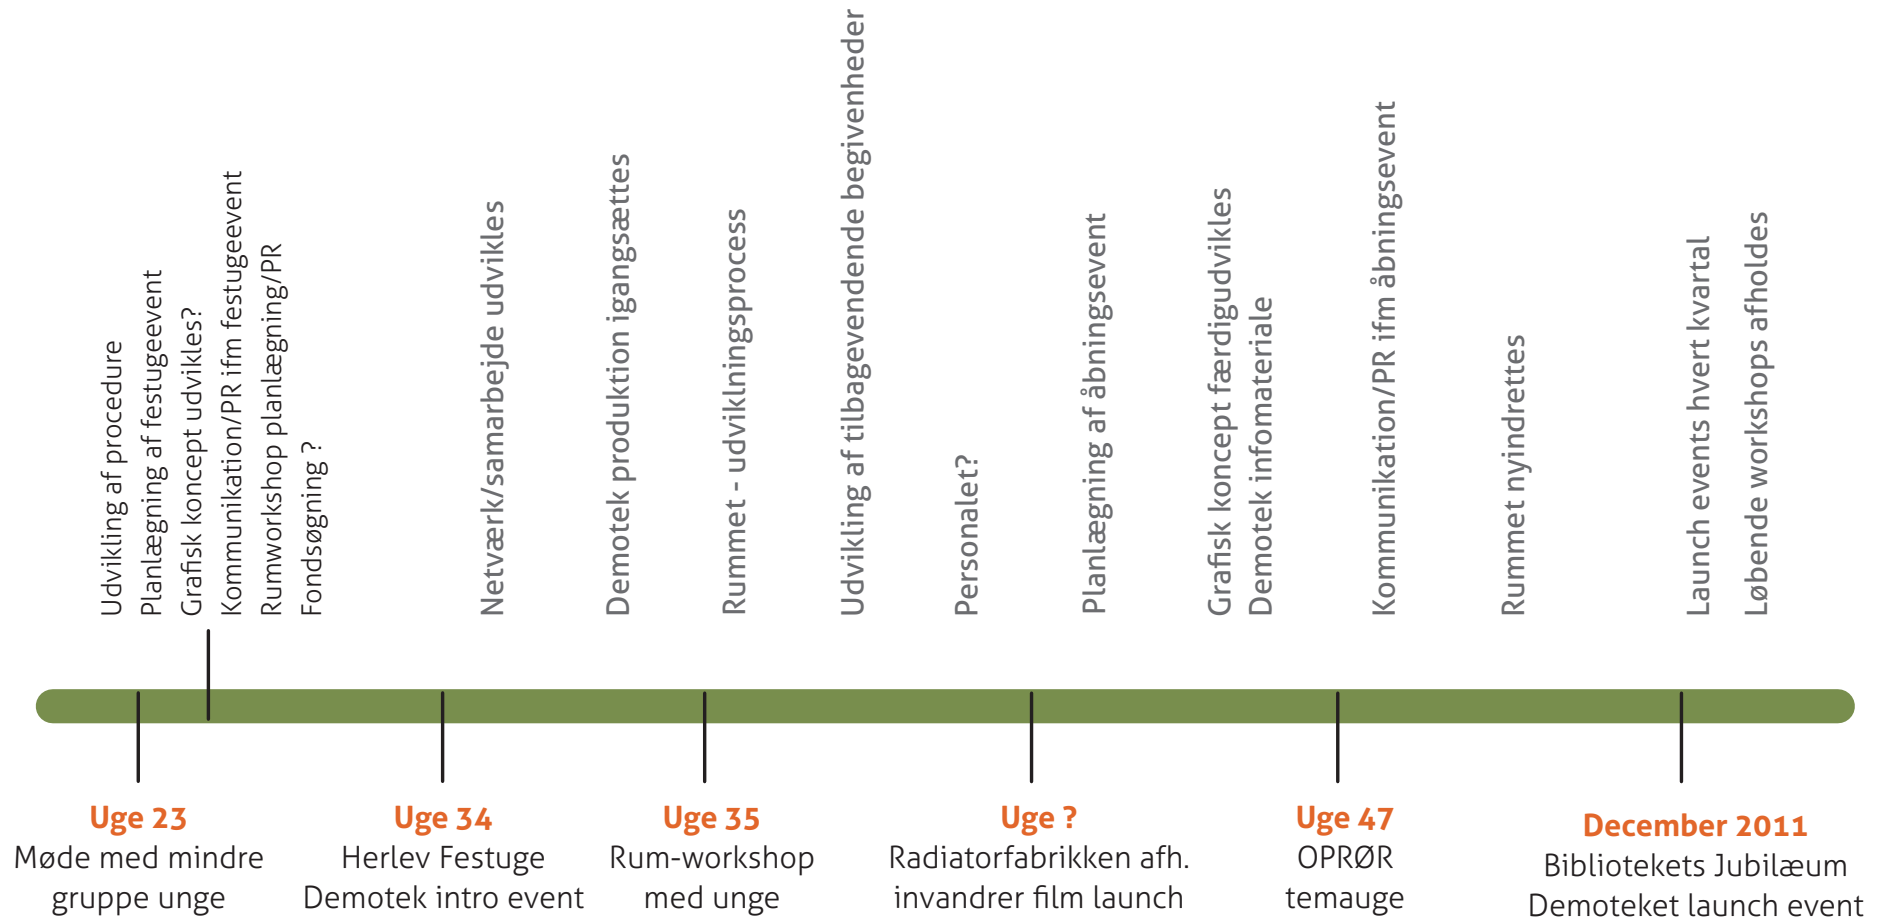 Udvikling af procedure
Planlægning af festugeevent
Grafisk koncept udvikles?
Kommunikation/PR ifm festugeevent
Rumworkshop planlægning/PR
Fondsøgning ?
Netværk/samarbejde udvikles
Demotek produktion igangsættes
Rummet - udviklningsprocess
Udvikling af tilbagevendende begivenheder
Personalet?
Planlægning af åbningsevent
Grafisk koncept færdigudvikles
Demotek infomateriale
Kommunikation/PR ifm åbningsevent
Rummet nyindrettes
Launch events hvert kvartal
Løbende workshops afholdes
Uge 23
Møde med mindre
gruppe unge
Uge 34
Herlev Festuge
Demotek intro event
Uge 35
Rum-workshop
med unge
Uge ?
Radiatorfabrikken afh.
invandrer film launch
Uge 47
OPRØR
temauge
December 2011
Bibliotekets Jubilæum
Demoteket launch event